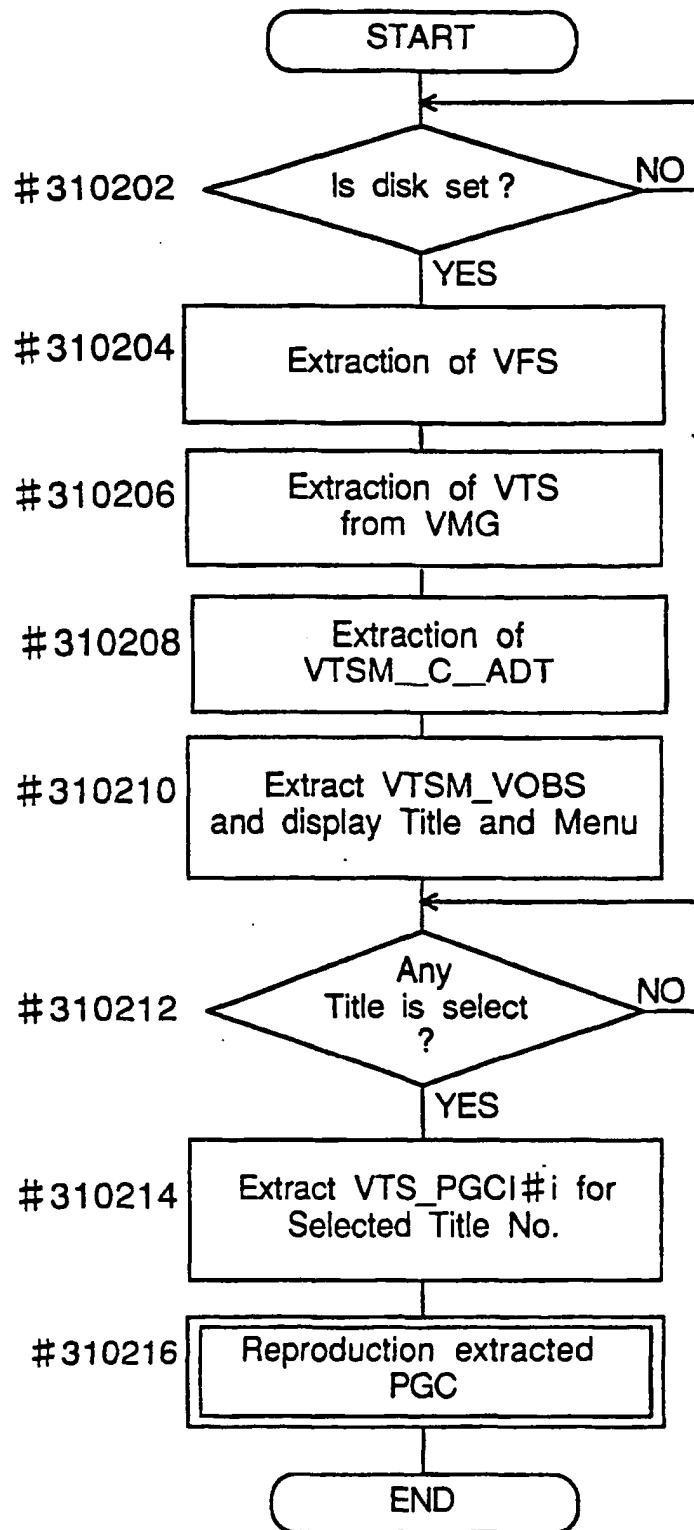 START
#310202
Is disk set ?
NO
YES
#310204
Extraction of VFS
#310206
Extraction of VTS
from VMG
#310208
Extraction of
VTSM__C__ADT
#310210
Extract VTSM_VOBS
and display Title and Menu
#310212
Any
Title is select
?
NO
YES
#310214
Extract VTS_PGCI#i for
Selected Title No.
#310216
Reproduction extracted
PGC
END